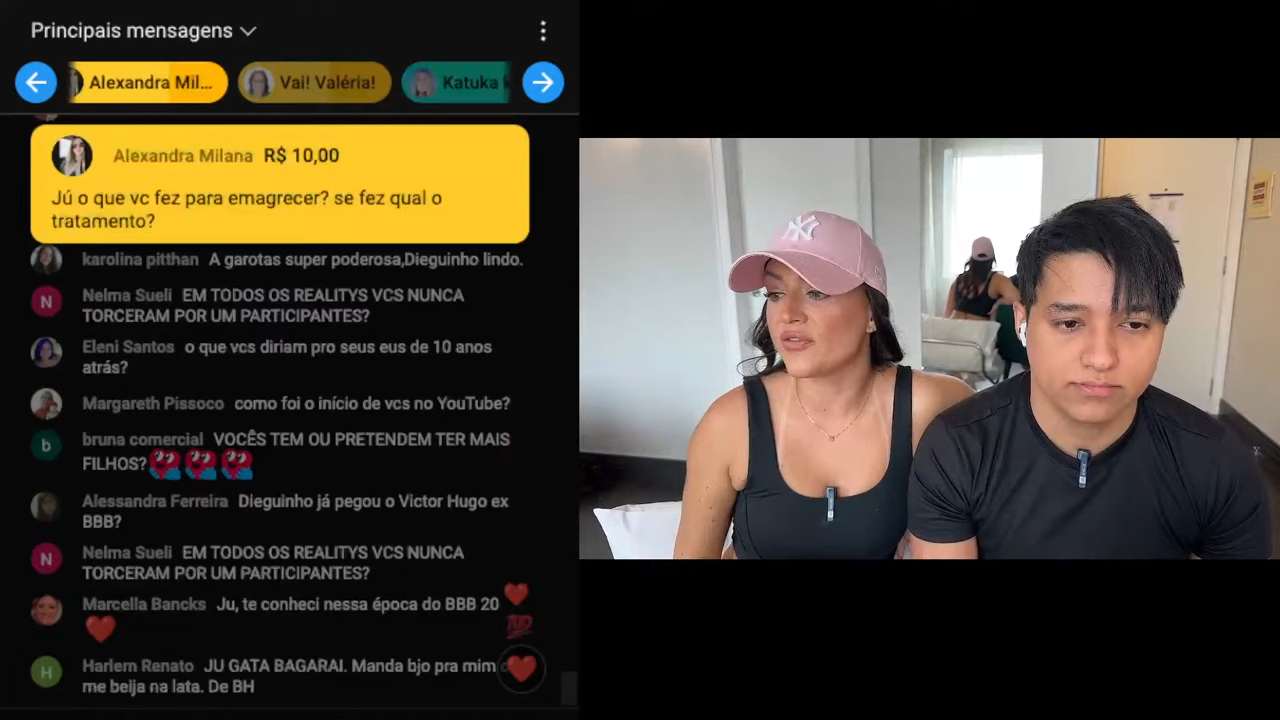 Principais mensagens
Alexandra Mil...
Vai! Valéria!
Katuka
Alexandra Milana R$ 10,00
Jú o que vc fez para emagrecer? se fez qual o
tratamento?
karolina pitthan A garotas super poderosa,Dieguinho lindo.
N
Nelma Sueli EM TODOS OS REALITYS VCS NUNCA
TORCERAM POR UM PARTICIPANTES?
Eleni Santos o que vcs diriam pro seus eus de 10 anos
atrás?
Margareth Pissoco como foi o início de vcs no YouTube?
b
bruna comercial VOCÊS TEM OU PRETENDEM TER MAIS
FILHOS?
Alessandra Ferreira Dieguinho já pegou o Victor Hugo ex
BBB?
N
Nelma Sueli EM TODOS OS REALITYS VCS NUNCA
TORCERAM POR UM PARTICIPANTES?
Marcella Bancks Ju, te conheci nessa época do BBB 20
H
Harlem Renato JU GATA BAGARAI. Manda bjo pra mim
me beija na lata. De BH
NY